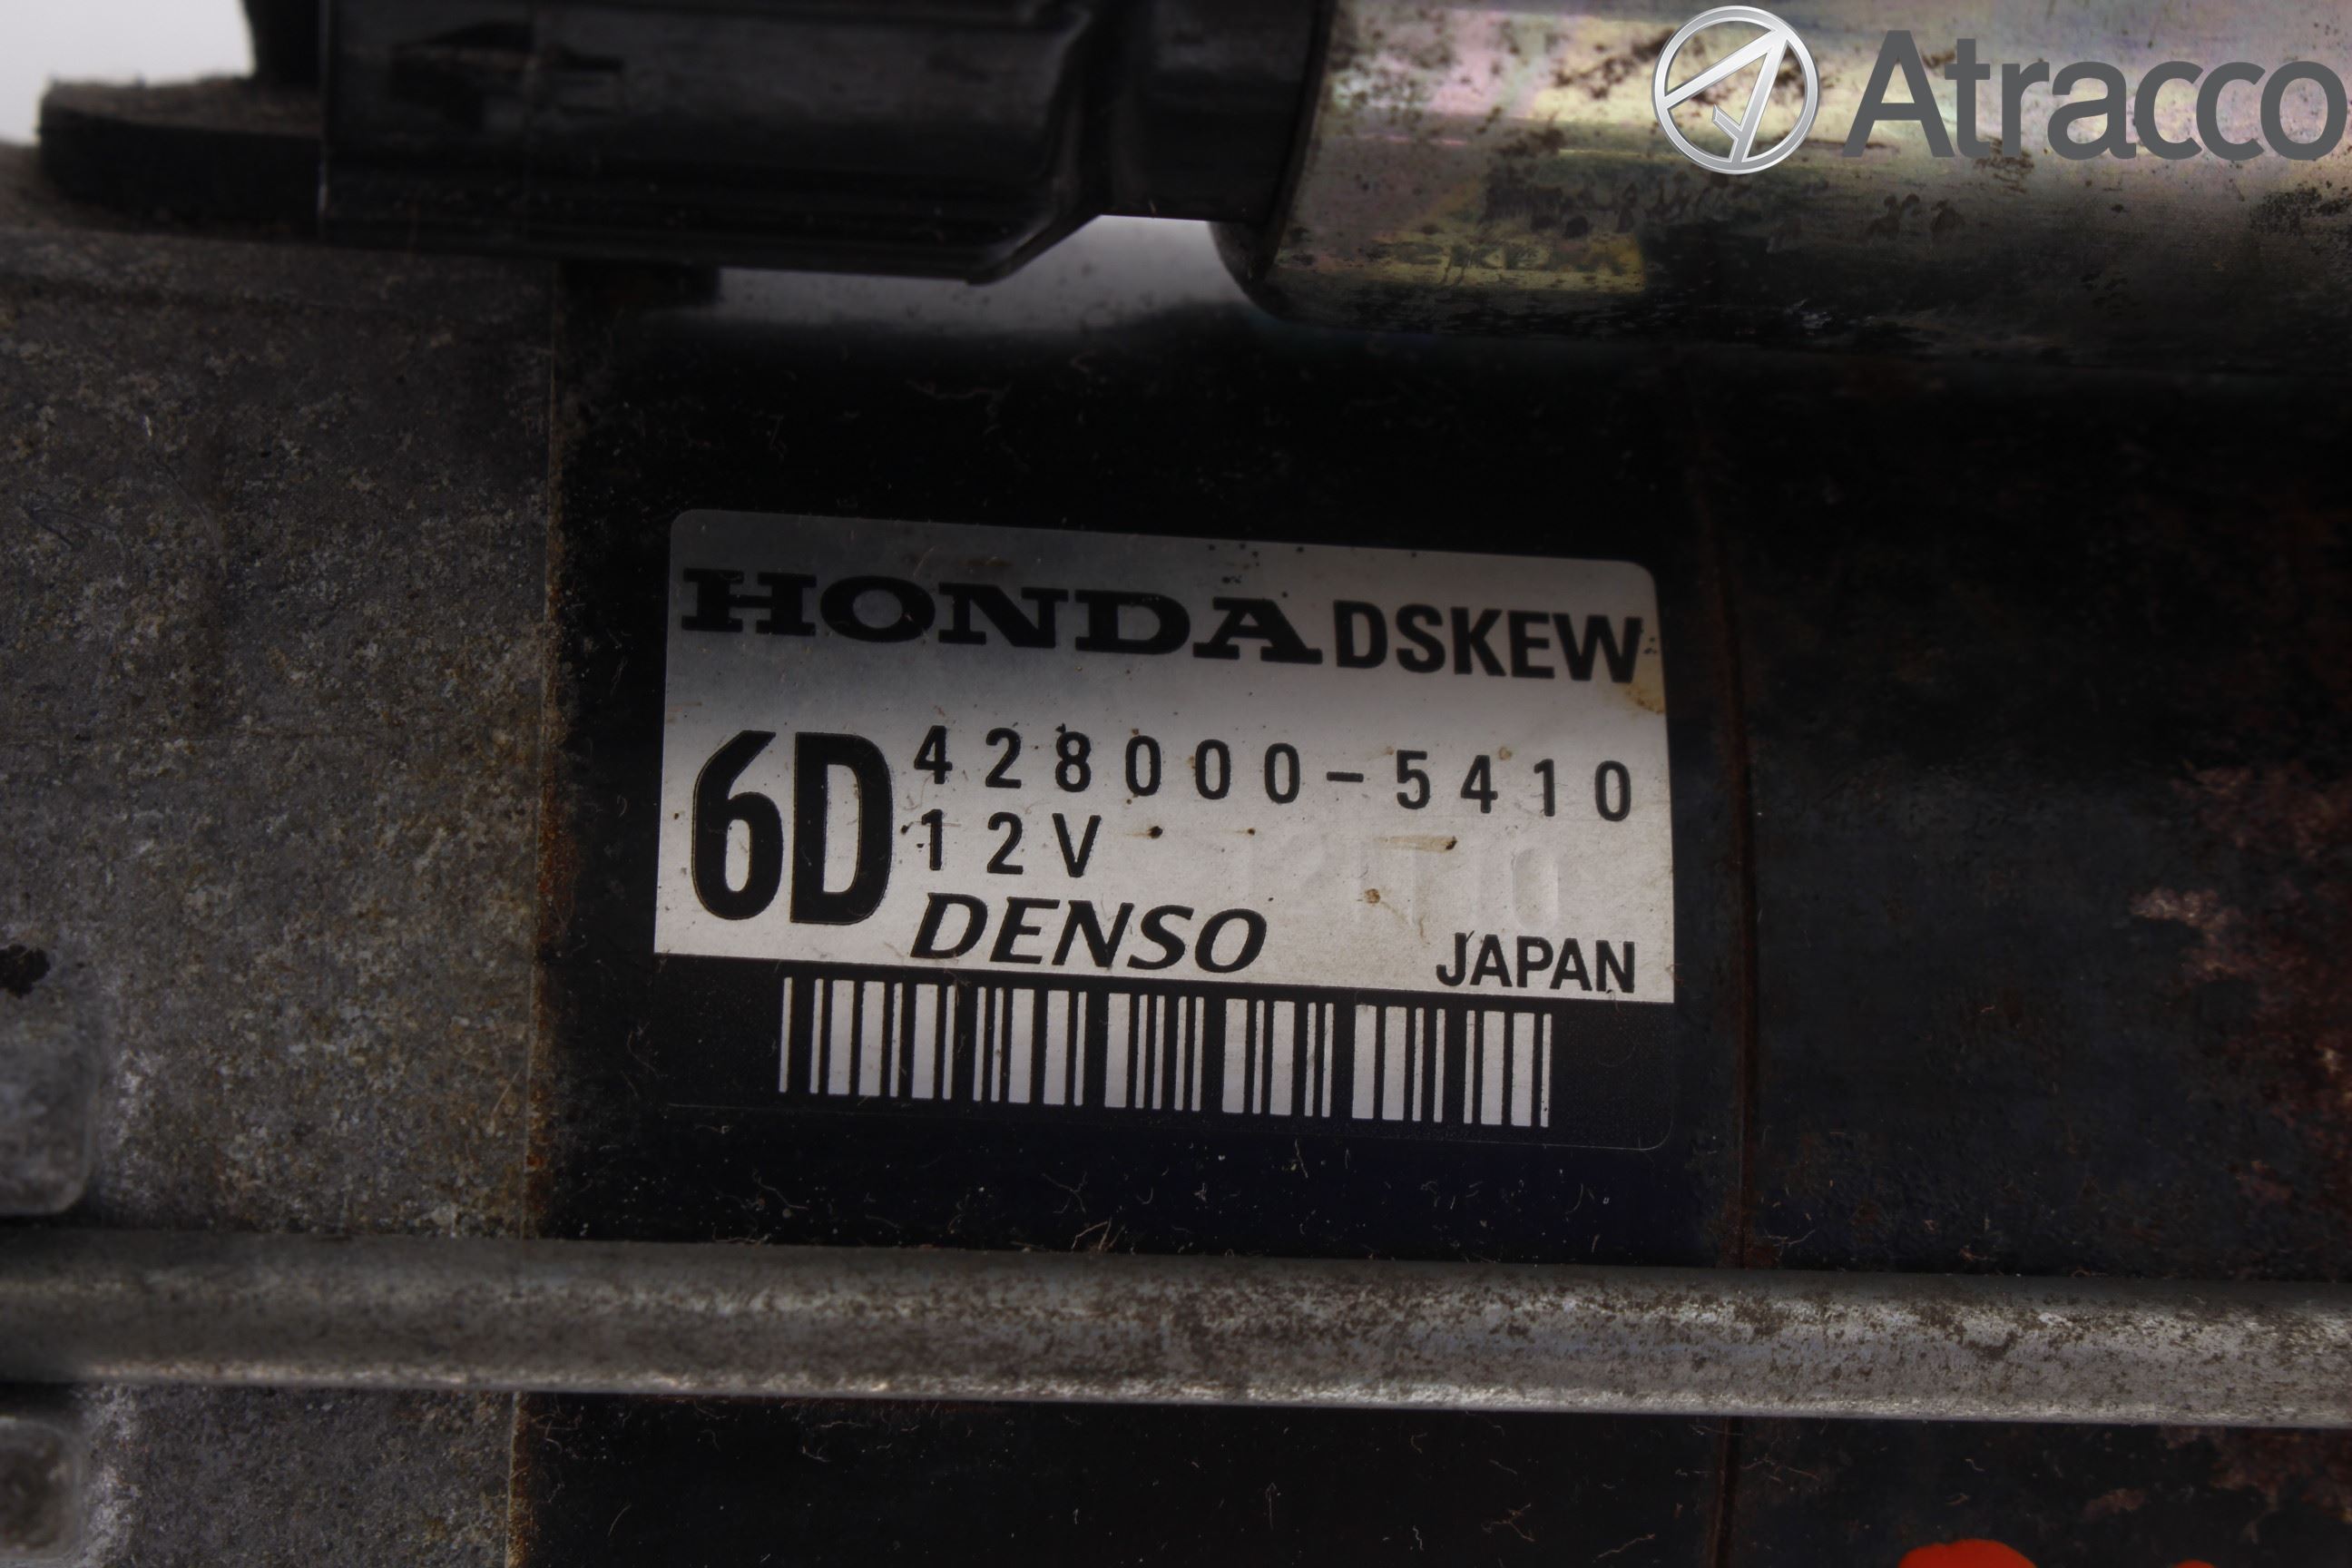 Atracco
HONDA DSKEW
6D 428000-5410
12V
DENSO JAPAN